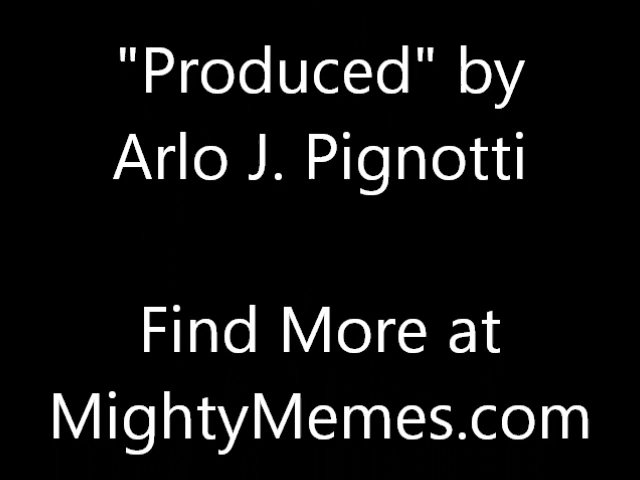 "Produced" by
Arlo J. Pignotti
Find More at
MightyMemes.com